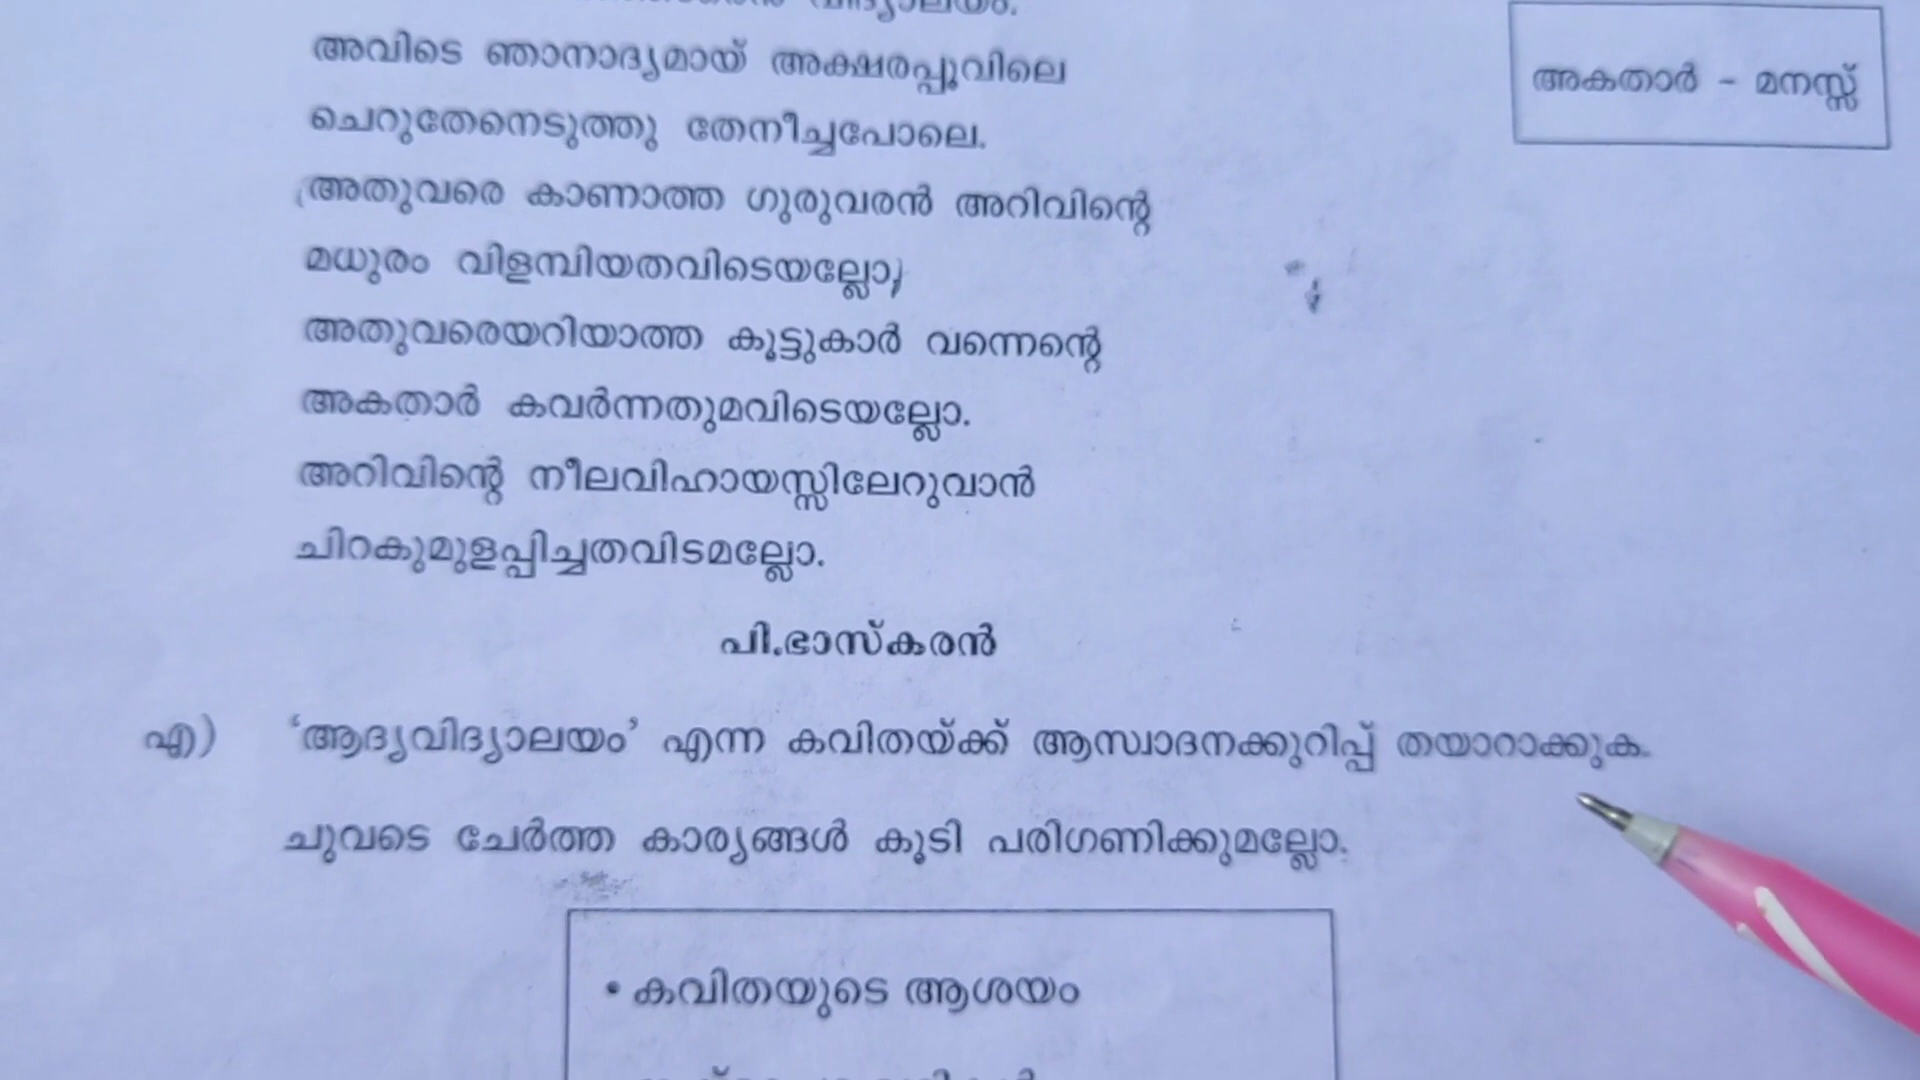 വിദ്യാലയം.
അവിടെ ഞാനാദ്യമായ് അക്ഷരപ്പൂവിലെ
അകതാർ - മനസ്സ്
ചെറുതേനെടുത്തു തേനീച്ചപോലെ.
അതുവരെ കാണാത്ത ഗുരുവരൻ അറിവിന്റെ
മധുരം വിളമ്പിയതവിടെയല്ലോ,
അതുവരെയറിയാത്ത കൂട്ടുകാർ വന്നെന്റെ
അകതാർ കവർന്നതുമവിടെയല്ലോ.
അറിവിന്റെ നീലവിഹായസ്സിലേറുവാൻ
ചിറകുമുളപ്പിച്ചതവിടമല്ലോ.
പി.ഭാസ്കരൻ
എ) ‘ആദ്യവിദ്യാലയം’ എന്ന കവിതയ്ക്ക് ആസ്വാദനക്കുറിപ്പ് തയാറാക്കുക.
ചുവടെ ചേർത്ത കാര്യങ്ങൾ കൂടി പരിഗണിക്കുമല്ലോ.
• കവിതയുടെ ആശയം